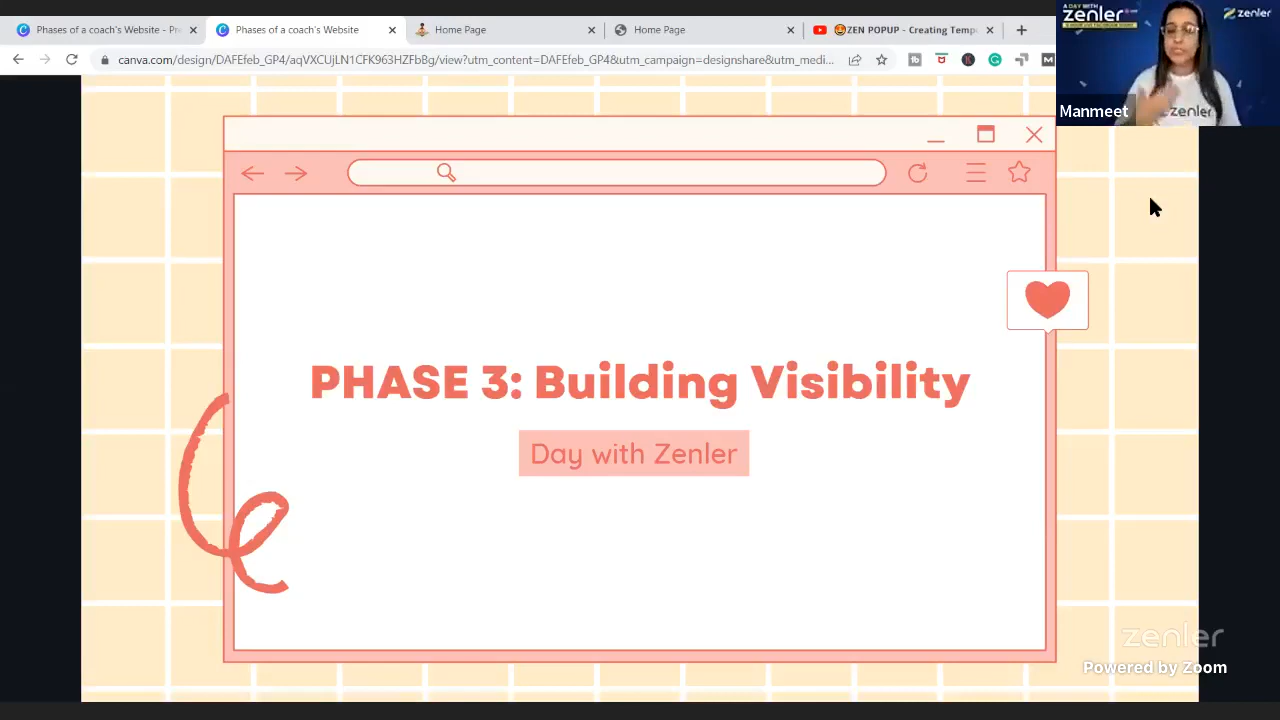 Phases of a coach's Website - Pr
Phases of a coach's Website
Home Page
Home Page
ZEN POPUP - Creating Temp
canva.com/design/DAFEfeb_GP4/aqVXCUjLN1CFK963HZFb8g/view?utm_content=DAFEfeb_GP4&utm_campaign=designshare&utm_medi...
A DAY WITH
zenler
zenler
Manmeet
zenler
PHASE 3: Building Visibility
Day with Zenler
zenler
Powered by Zoom